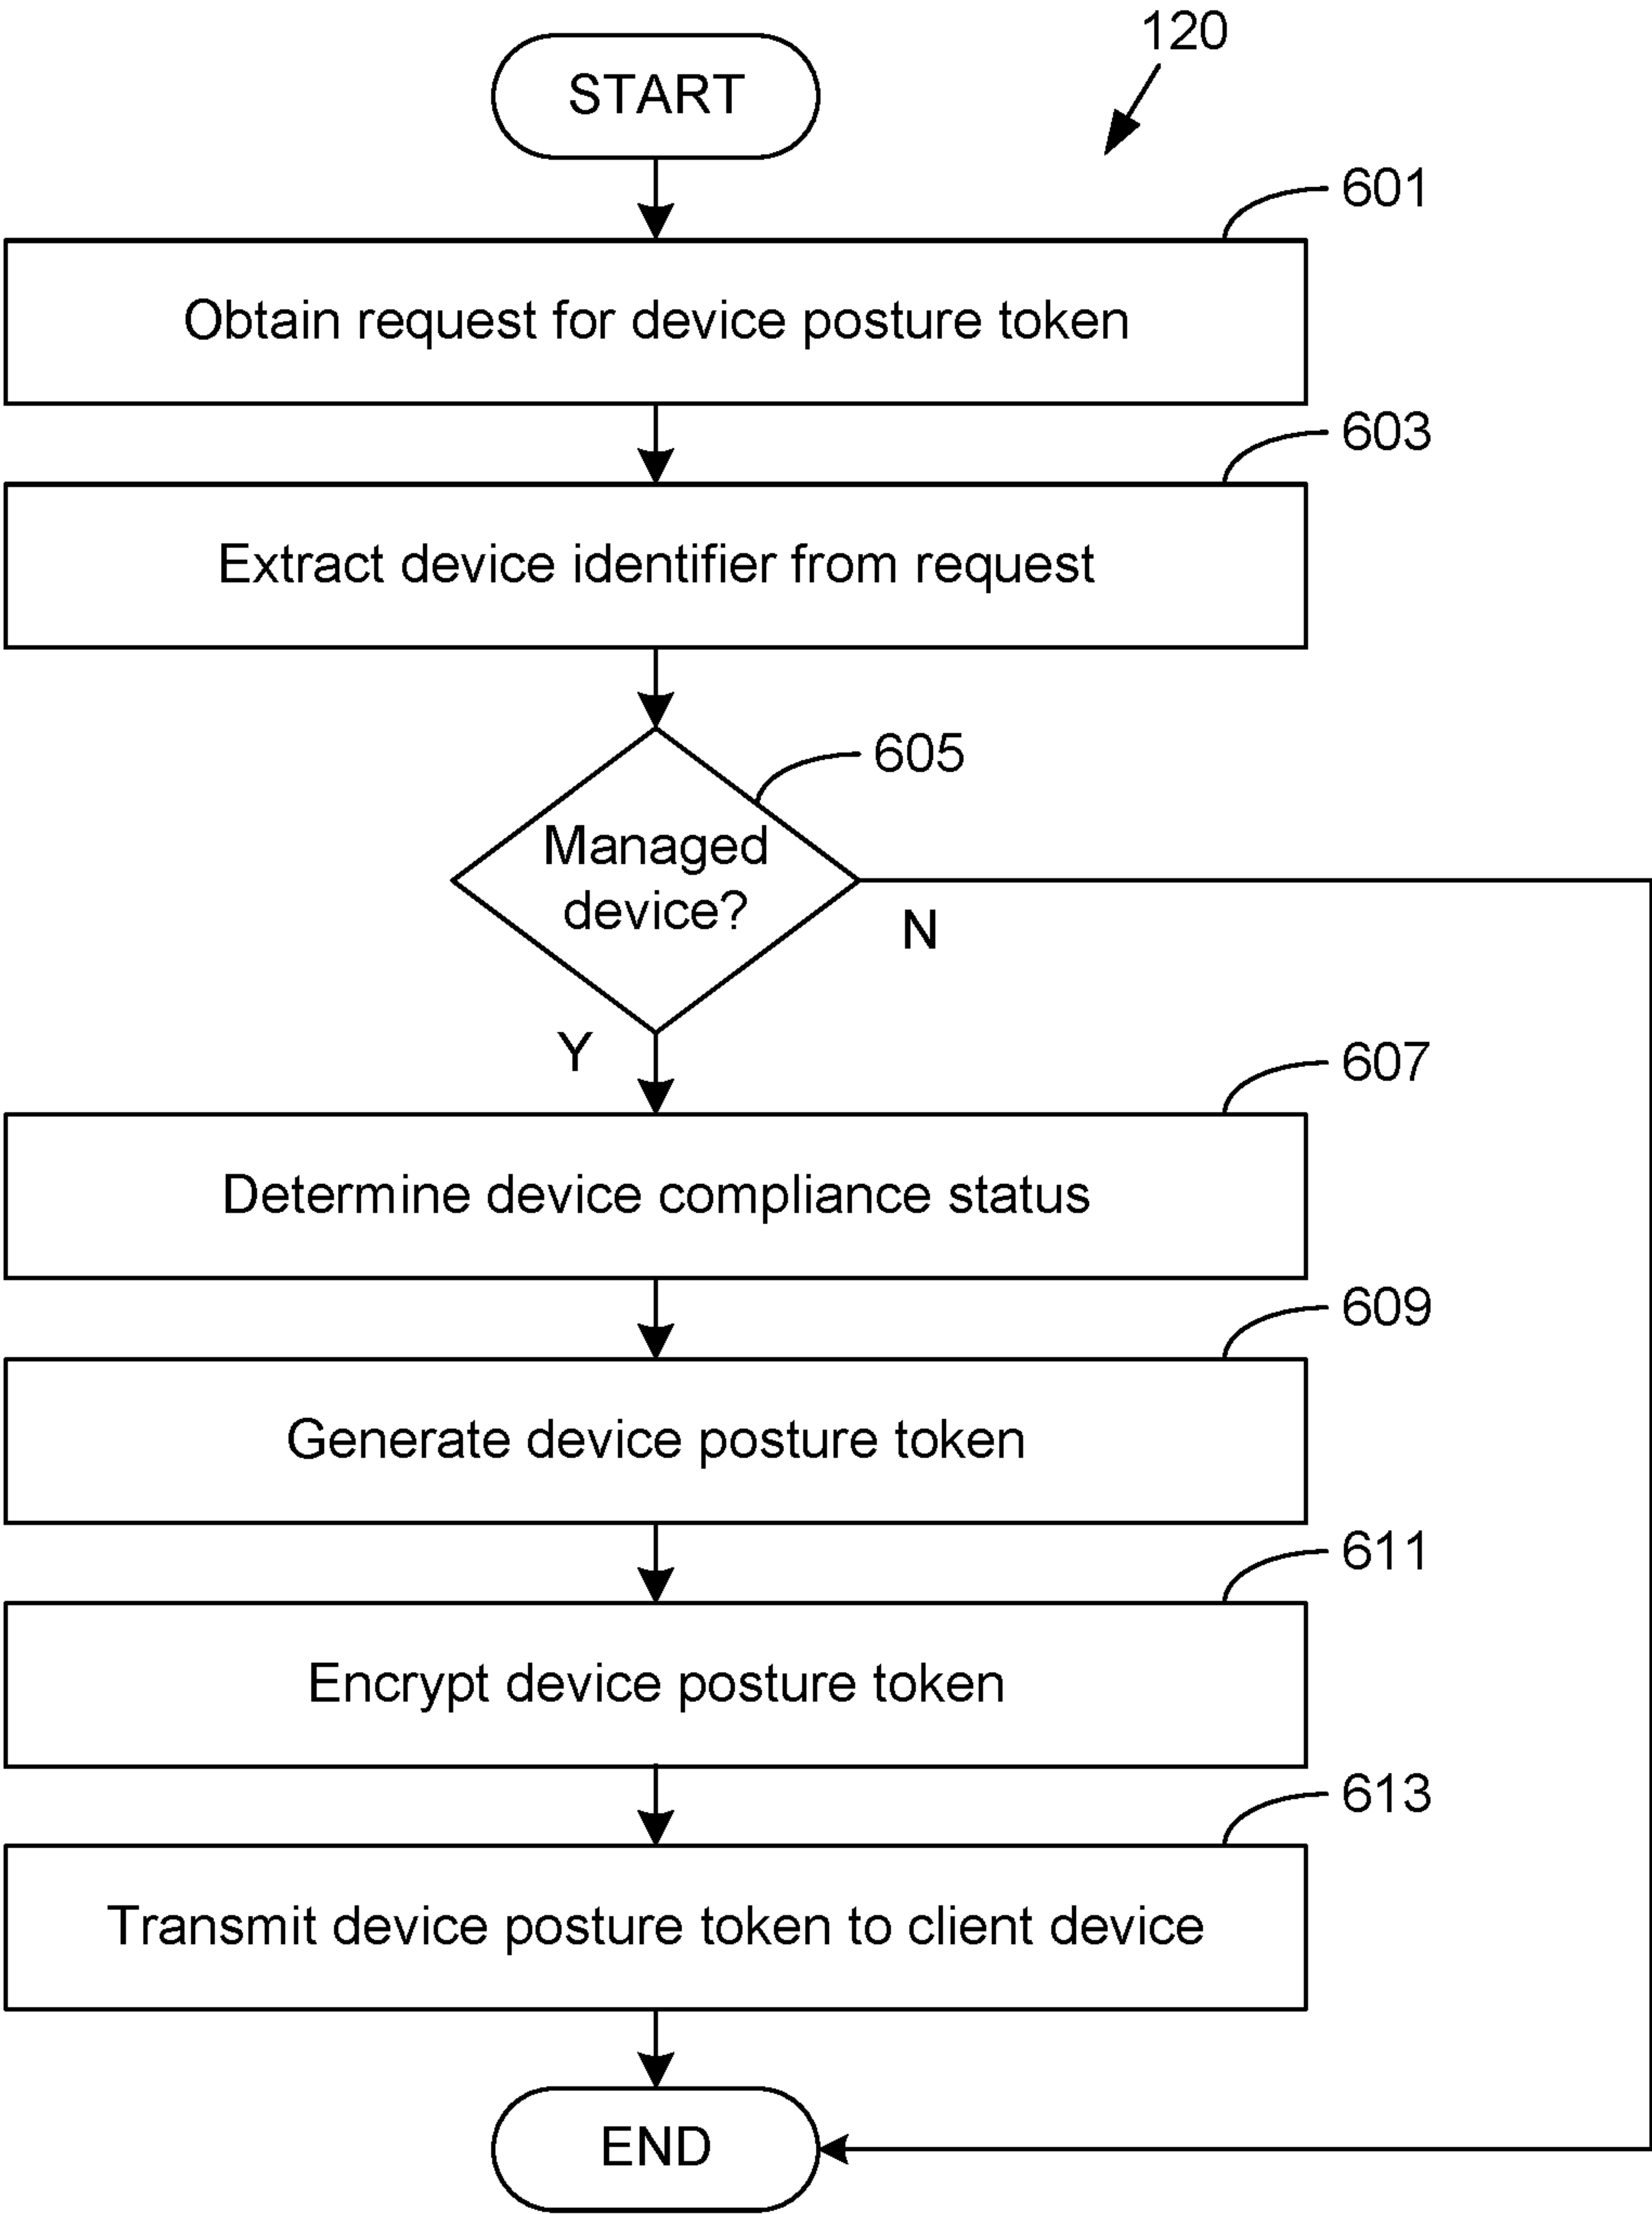 120
START
601
Obtain request for device posture token
603
Extract device identifier from request
605
Managed
device?
N
Y
607
Determine device compliance status
609
Generate device posture token
611
Encrypt device posture token
613
Transmit device posture token to client device
END